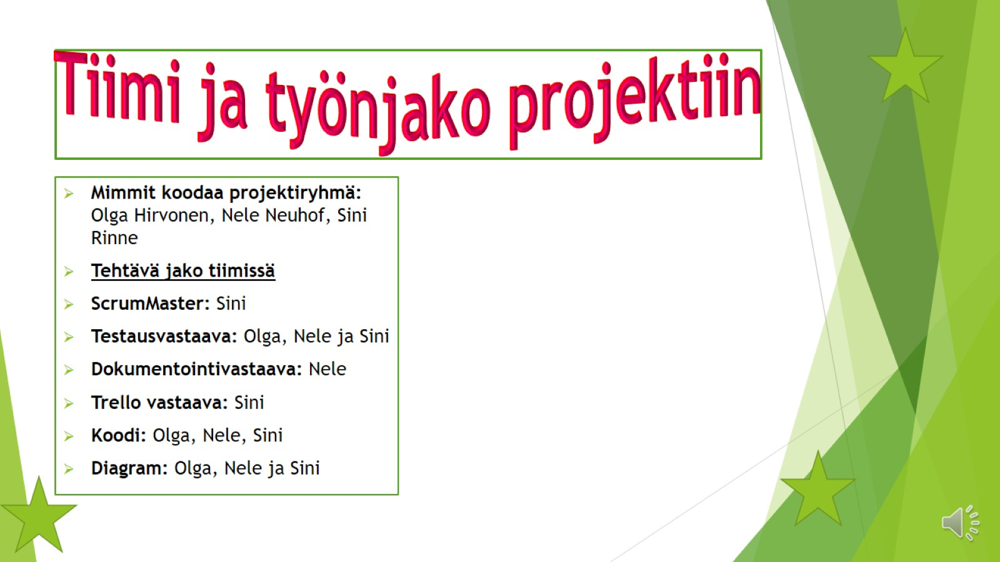 Tiimi ja työnjako projektiin
Mimmit koodaa projektiryhmä:
Olga Hirvonen, Nele Neuhof, Sini
Rinne
Tehtävä jako tiimissä
ScrumMaster: Sini
Testausvastaava: Olga, Nele ja Sini
Dokumentointivastaava: Nele
Trello vastaava: Sini
Koodi: Olga, Nele, Sini
Diagram: Olga, Nele ja Sini